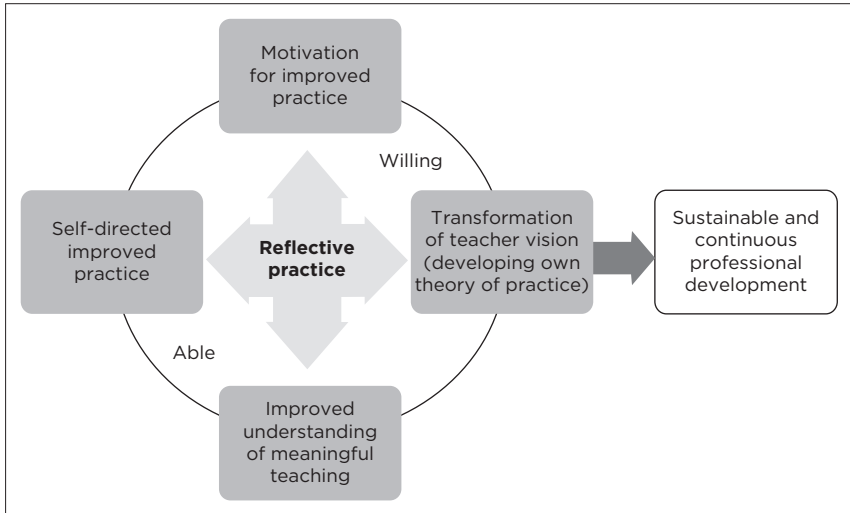 Motivation
for improved
practice
Willing
Self-directed
improved
practice
Reflective
practice
Transformation
of teacher vision
(developing own
theory of practice)
Sustainable and
continuous
professional
development
Able
Improved
understanding
of meaningful
teaching